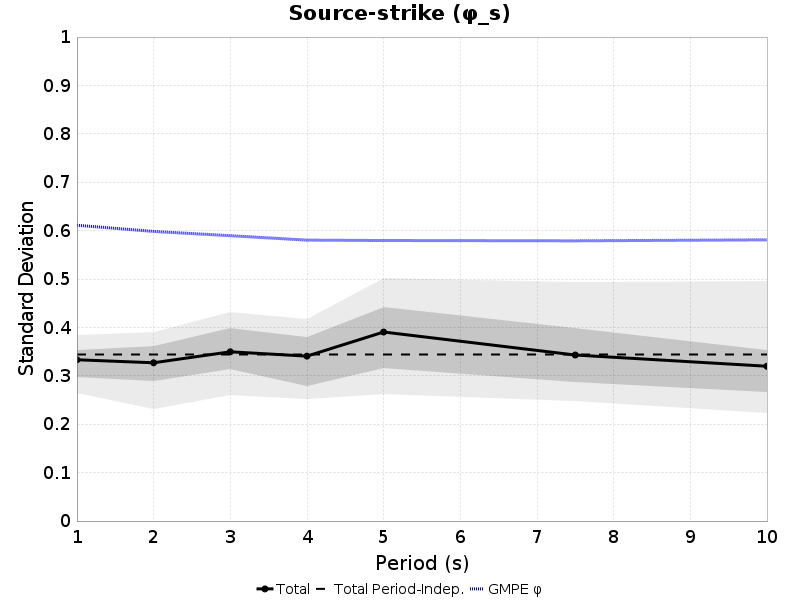 Source-strike (φ_s)
1
0.9
0.8
0.7
0.6
0.5
0.4
0.3
0.2
0.1
0
Standard Deviation
1 2 3 4 5 6 7 8 9 10
Period (s)
Total Total Period-Indep. GMPE φ